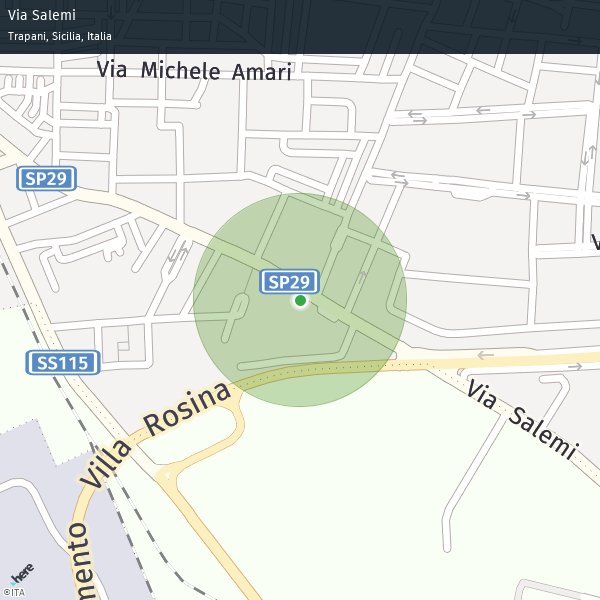 Via Salemi
Trapani, Sicilia, Italia
Via Michele Amari
SP29
V
SP29
SS115
Via Salemi
mento Villa Rosina
here
©ITA